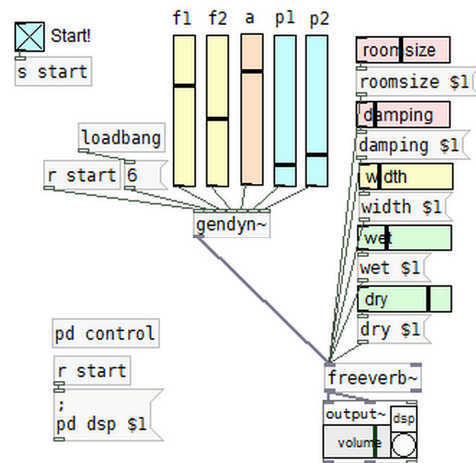 f1 f2 a p1 p2
Start!
s start
roomsize
roomsize $1
damping
damping $1
loadbang
r start 6
width
width $1
gendyn~
wet
wet $1
dry
dry $1
pd control
r start
freeverb~
;
pd dsp $1
output~ dsp
volume